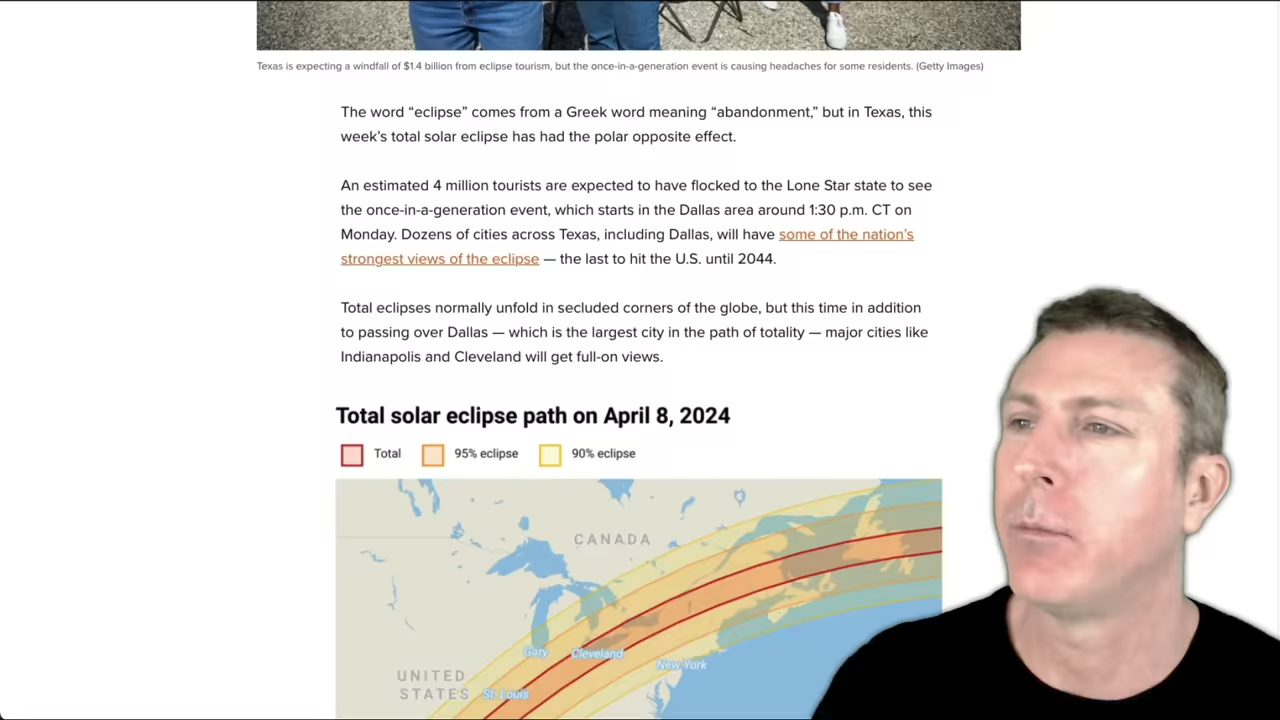 Texas is expecting a windfall of $1.4 billion from eclipse tourism, but the once-in-a-generation event is causing headaches for some residents. (Getty Images)
The word “eclipse” comes from a Greek word meaning “abandonment,” but in Texas, this
week’s total solar eclipse has had the polar opposite effect.
An estimated 4 million tourists are expected to have flocked to the Lone Star state to see
the once-in-a-generation event, which starts in the Dallas area around 1:30 p.m. CT on
Monday. Dozens of cities across Texas, including Dallas, will have some of the nation’s
strongest views of the eclipse — the last to hit the U.S. until 2044.
Total eclipses normally unfold in secluded corners of the globe, but this time in addition
to passing over Dallas — which is the largest city in the path of totality — major cities like
Indianapolis and Cleveland will get full-on views.
Total solar eclipse path on April 8, 2024
Total 95% eclipse 90% eclipse
CANADA
Gary Cleveland
New York
UNITED
STATES St. Louis